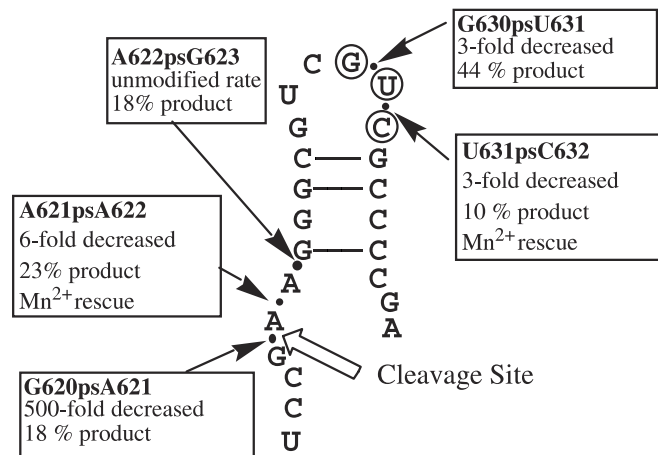 G630psU631
3-fold decreased
44 % product
A622psG623
unmodified rate
18% product
U631psC632
3-fold decreased
10 % product
Mn2+ rescue
A621psA622
6-fold decreased
23% product
Mn2+ rescue
G620psA621
500-fold decreased
18 % product
Cleavage Site
C G
U U
G C
C G
G C
G C
G C
A C
A G
G A
C
C
U